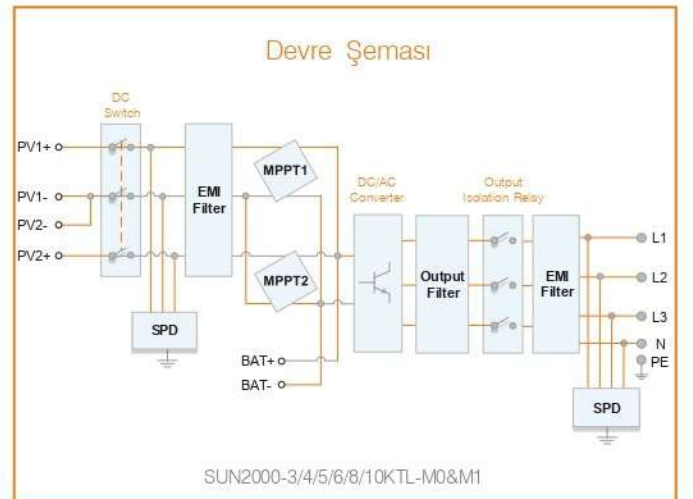 Devre Şeması
DC
Switch
PV1+
PV1-
PV2-
PV2+
EMI
Filter
MPPT1
MPPT2
SPD
BAT+
BAT-
DC/AC
Converter
Output
Filter
Output
Isolation Relay
EMI
Filter
L1
L2
L3
N
PE
SPD
SUN2000-3/4/5/6/8/10KTL-M0&M1